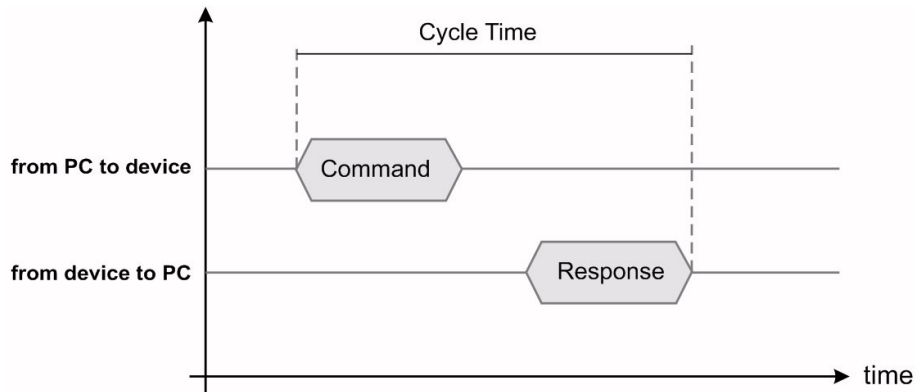 Cycle Time
from PC to device
Command
from device to PC
Response
time